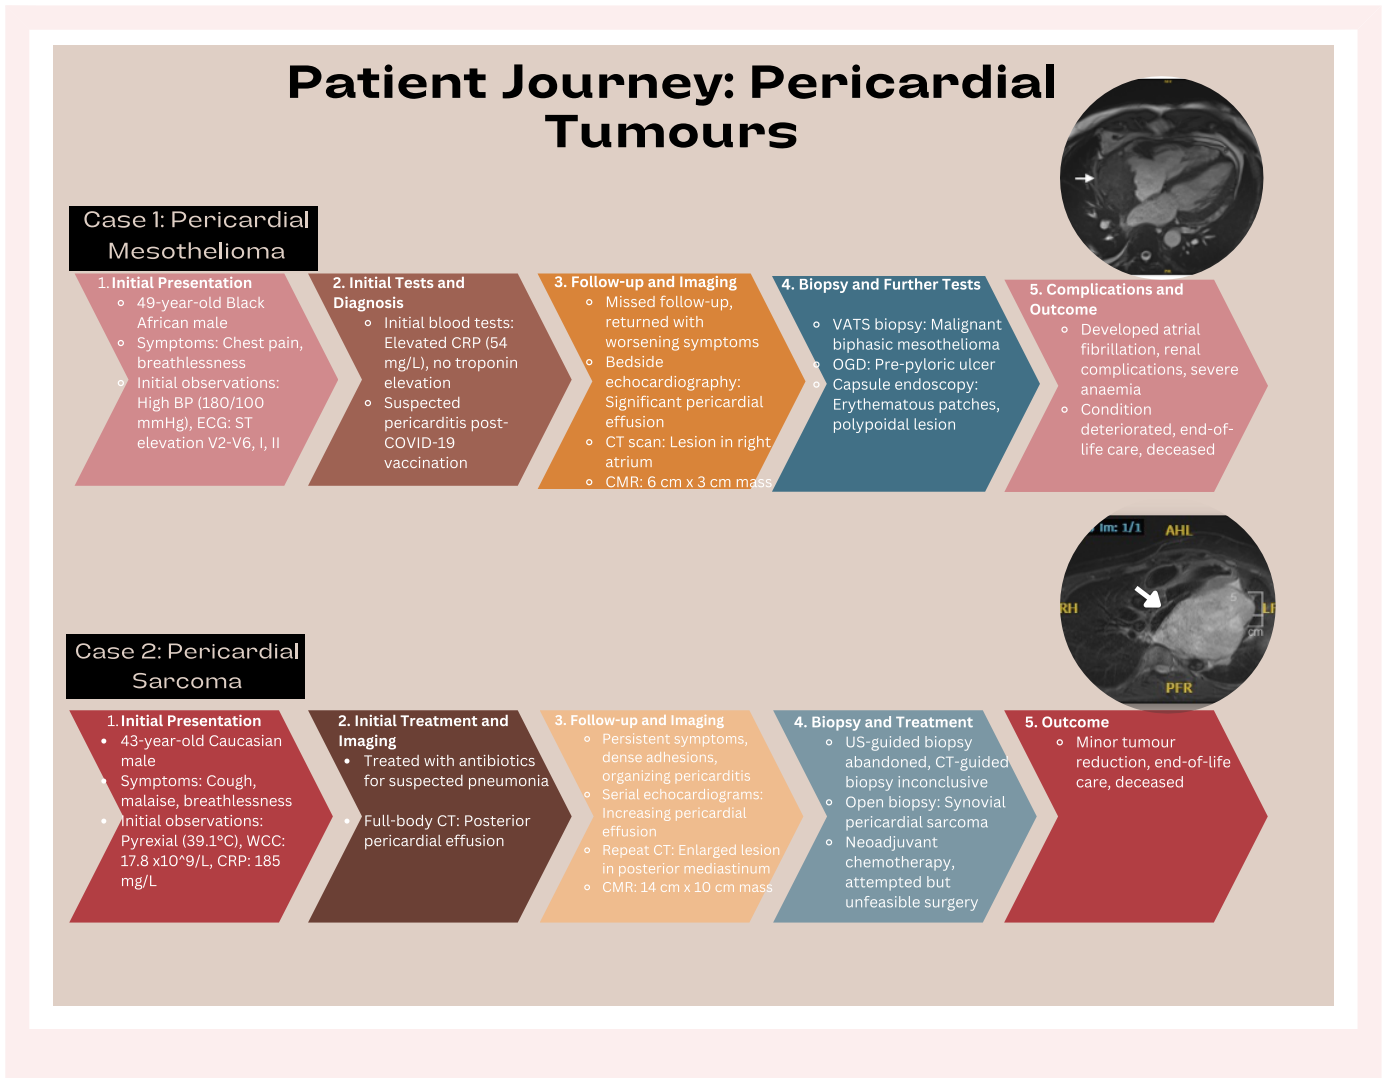 Patient Journey: Pericardial
Tumours
Case 1: Pericardial
Mesothelioma
1. Initial Presentation
49-year-old Black
African male
Symptoms: Chest pain,
breathlessness
Initial observations:
High BP (180/100
mmHg), ECG: ST
elevation V2-V6, I, II
2. Initial Tests and
Diagnosis
Initial blood tests:
Elevated CRP (54
mg/L), no troponin
elevation
Suspected
pericarditis post-
COVID-19
vaccination
3. Follow-up and Imaging
Missed follow-up,
returned with
worsening symptoms
Bedside
echocardiography:
Significant pericardial
effusion
CT scan: Lesion in right
atrium
CMR: 6 cm x 3 cm mass
4. Biopsy and Further Tests
VATS biopsy: Malignant
biphasic mesothelioma
OGD: Pre-pyloric ulcer
Capsule endoscopy:
Erythematous patches,
polypoidal lesion
5. Complications and
Outcome
Developed atrial
fibrillation, renal
complications, severe
anaemia
Condition
deteriorated, end-of-
life care, deceased
Im: 1/1
AHL
RH
5
cm
PFR
Case 2: Pericardial
Sarcoma
1. Initial Presentation
43-year-old Caucasian
male
Symptoms: Cough,
malaise, breathlessness
Initial observations:
Pyrexial (39.1°C), WCC:
17.8 x10^9/L, CRP: 185
mg/L
2. Initial Treatment and
Imaging
Treated with antibiotics
for suspected pneumonia
Full-body CT: Posterior
pericardial effusion
3. Follow-up and Imaging
Persistent symptoms,
dense adhesions,
organizing pericarditis
Serial echocardiograms:
Increasing pericardial
effusion
Repeat CT: Enlarged lesion
in posterior mediastinum
CMR: 14 cm x 10 cm mass
4. Biopsy and Treatment
US-guided biopsy
abandoned, CT-guided
biopsy inconclusive
Open biopsy: Synovial
pericardial sarcoma
Neoadjuvant
chemotherapy,
attempted but
unfeasible surgery
5. Outcome
Minor tumour
reduction, end-of-life
care, deceased